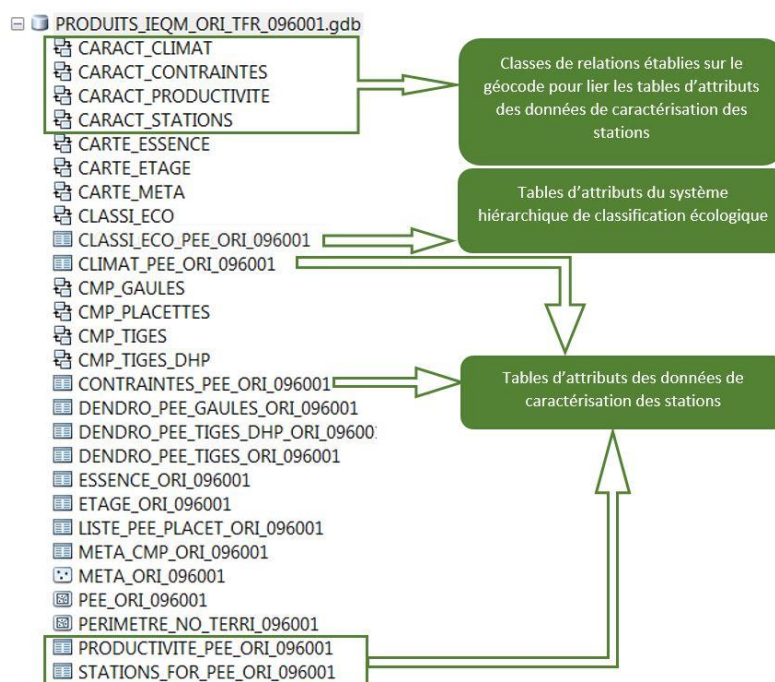 PRODUITS_IEQM_ORI_TFR_096001.gdb
CARACT_CLIMAT
CARACT_CONTRAINTES
CARACT_PRODUCTIVITE
CARACT_STATIONS
CARTE_ESSENCE
CARTE_ETAGE
CARTE_META
CLASSI_ECO
CLASSI_ECO_PEE_ORI_096001
CLIMAT_PEE_ORI_096001
CMP_GAULES
CMP_PLACETTES
CMP_TIGES
CMP_TIGES_DHP
CONTRAINTES_PEE_ORI_096001
DENDRO_PEE_GAULES_ORI_096001
DENDRO_PEE_TIGES_DHP_ORI_09600
DENDRO_PEE_TIGES_ORI_096001
ESSENCE_ORI_096001
ETAGE_ORI_096001
LISTE_PEE_PLACET_ORI_096001
META_CMP_ORI_096001
META_ORI_096001
PEE_ORI_096001
PERIMETRE_NO_TERRI_096001
PRODUCTIVITE_PEE_ORI_096001
STATIONS_FOR_PEE_ORI_096001
Classes de relations établies sur le
géocode pour lier les tables d'attributs
des données de caractérisation des
stations
Tables d'attributs du système
hiérarchique de classification écologique
Tables d'attributs des données de
caractérisation des stations